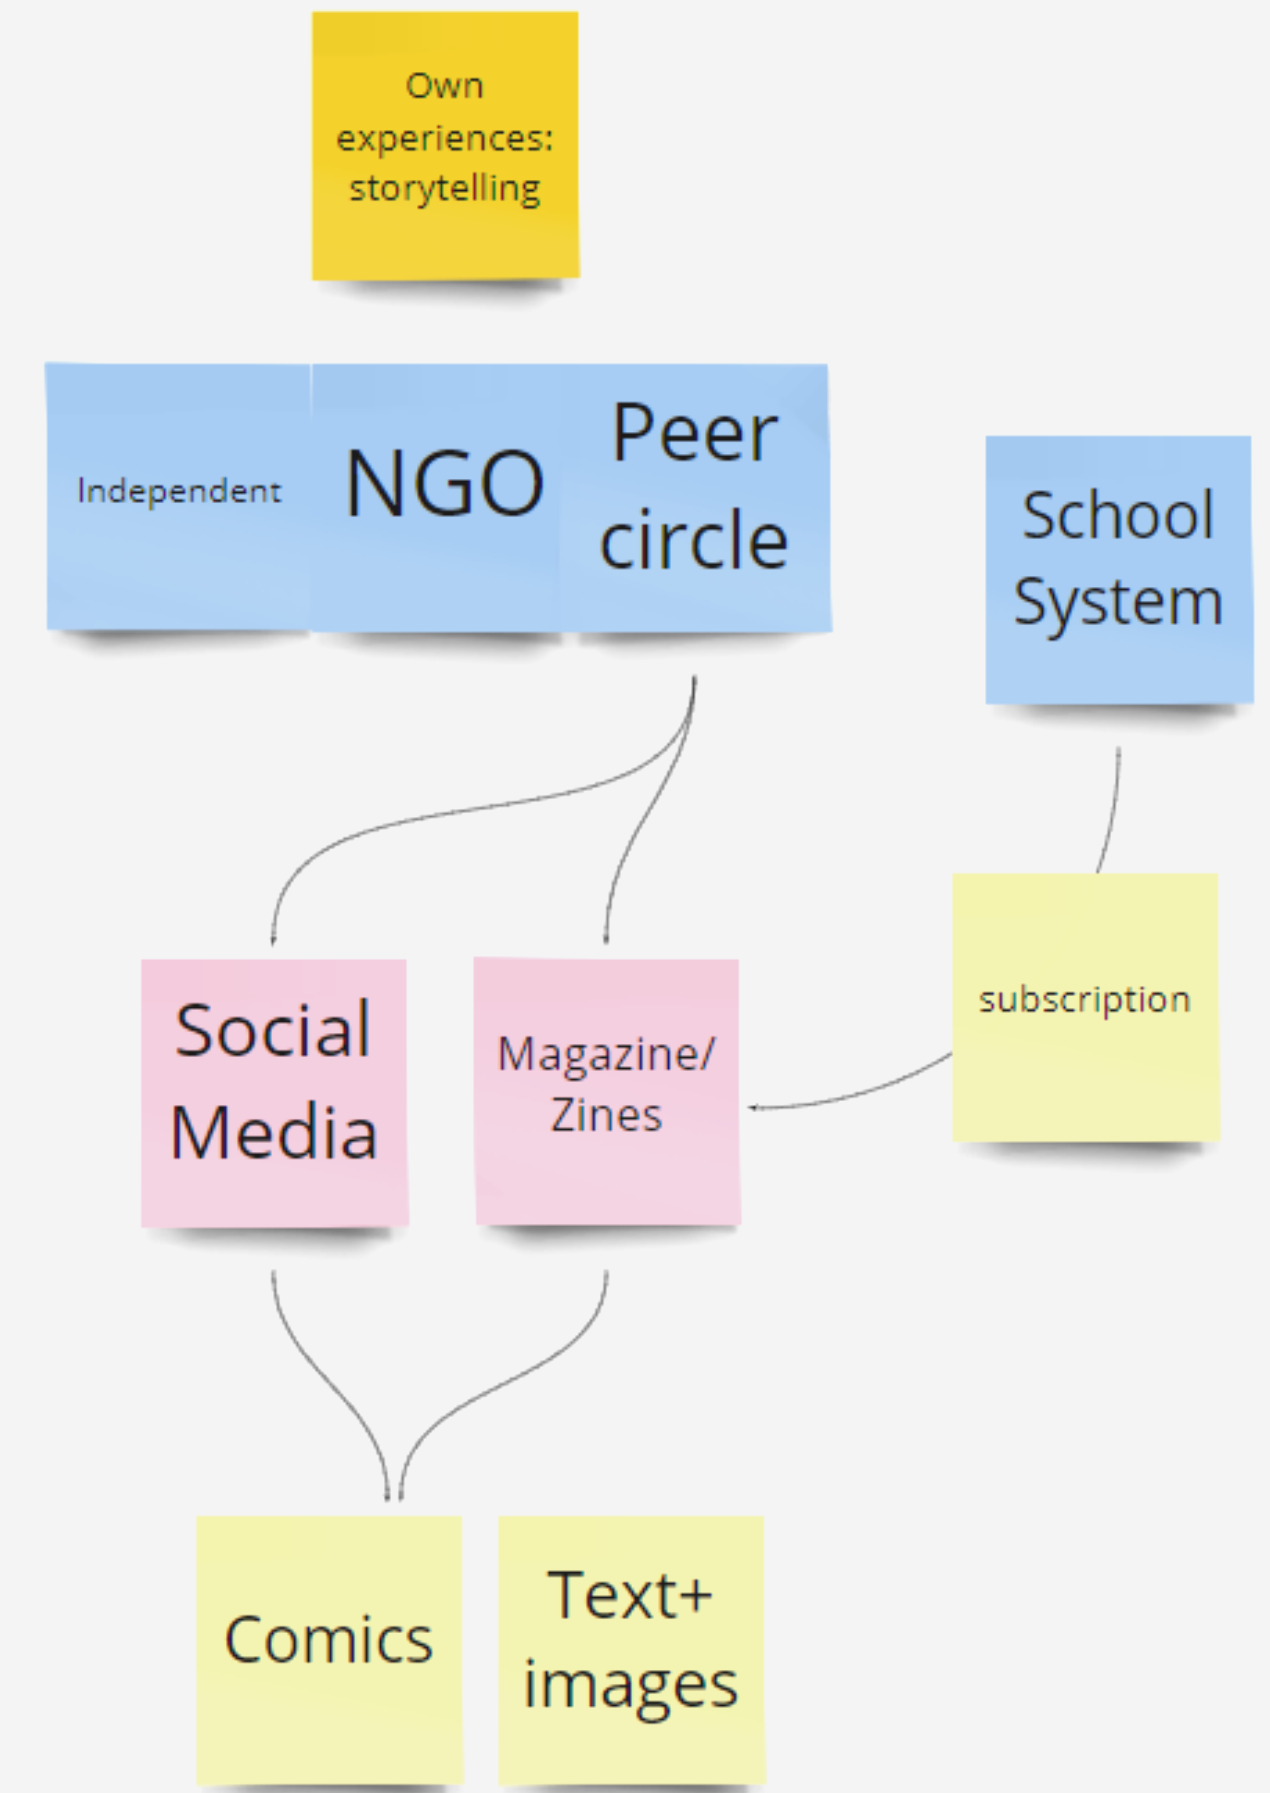 Own
experiences:
storytelling
Independent
NGO
Peer
circle
School
System
Social
Media
Magazine/
Zines
subscription
Comics
Text+
images